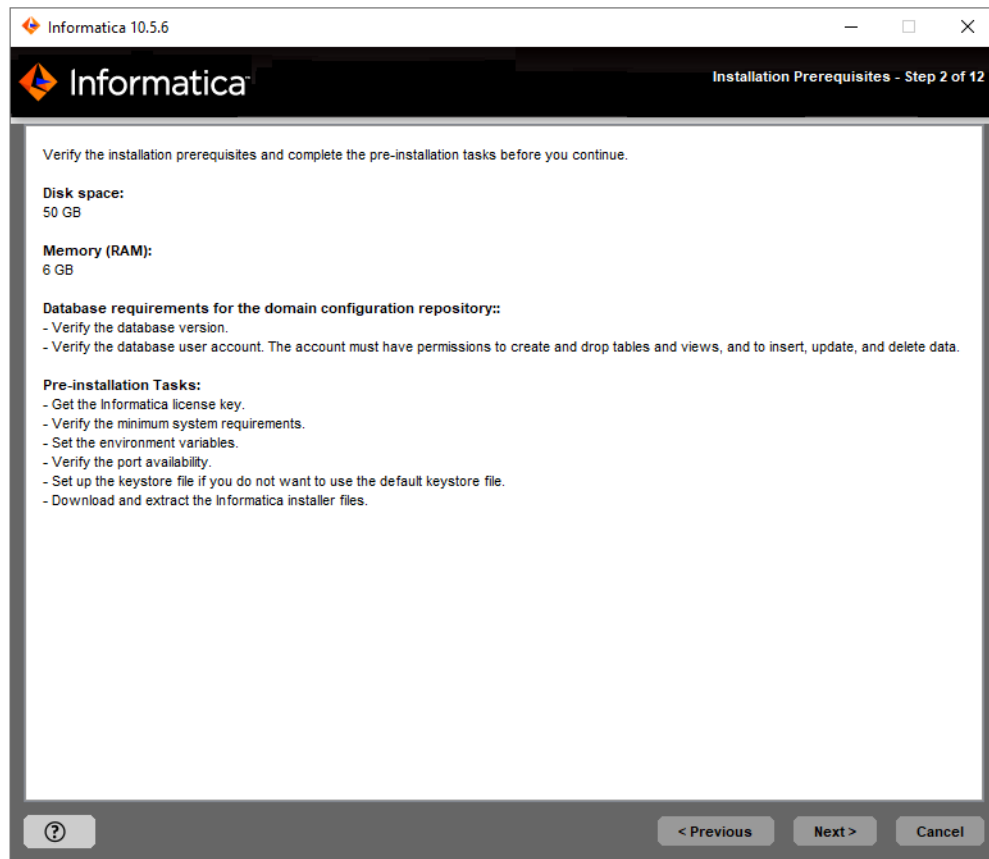 Informatica 10.5.6
Informatica
Installation Prerequisites - Step 2 of 12
Verify the installation prerequisites and complete the pre-installation tasks before you continue.
Disk space:
50 GB
Memory (RAM):
6 GB
Database requirements for the domain configuration repository::
- Verify the database version.
- Verify the database user account. The account must have permissions to create and drop tables and views, and to insert, update, and delete data.
Pre-installation Tasks:
- Get the Informatica license key.
- Verify the minimum system requirements.
- Set the environment variables.
- Verify the port availability.
- Set up the keystore file if you do not want to use the default keystore file.
- Download and extract the Informatica installer files.
?
< Previous
Next >
Cancel